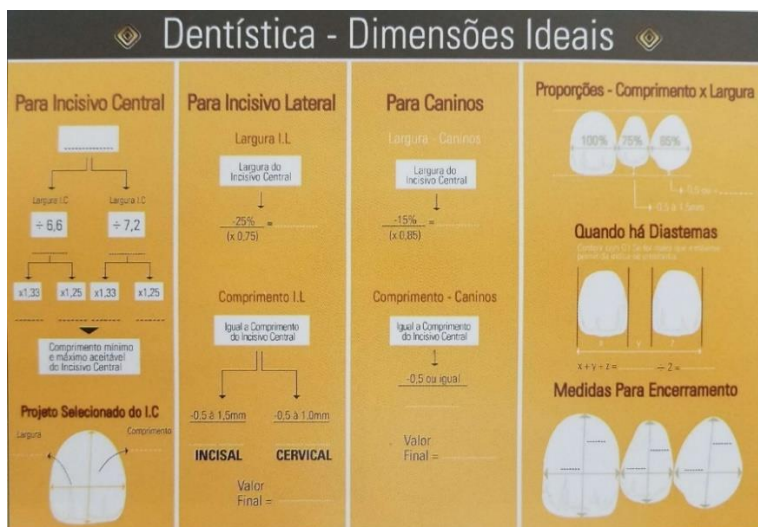 Dentística - Dimensões Ideais
Para Incisivo Central
Largura I.C
Largura I.C
÷ 6,6
÷ 7,2
x1,33
x1,25
x1,33
x1,25
Comprimento mínimo
e máximo aceitável
do Incisivo Central
Projeto Selecionado do I.C
Largura
Comprimento
Para Incisivo Lateral
Largura I.L
Largura do
Incisivo Central
-25% =
(x 0,75)
Comprimento I.L
Igual a Comprimento
do Incisivo Central
-0,5 à 1,5mm
-0,5 à 1,0mm
INCISAL
CERVICAL
Valor
Final =
Para Caninos
Largura - Caninos
Largura do
Incisivo Central
-15% =
(x 0,85)
Comprimento - Caninos
Igual a Comprimento
do Incisivo Central
-0,5 ou igual
Valor
Final =
Proporções - Comprimento x Largura
100%
75%
85%
-0,5 ou =
-0,5 à 1,5mm
Quando há Diastemas
x
y
z
x + y + z =
÷ 2 =
Medidas Para Encerramento